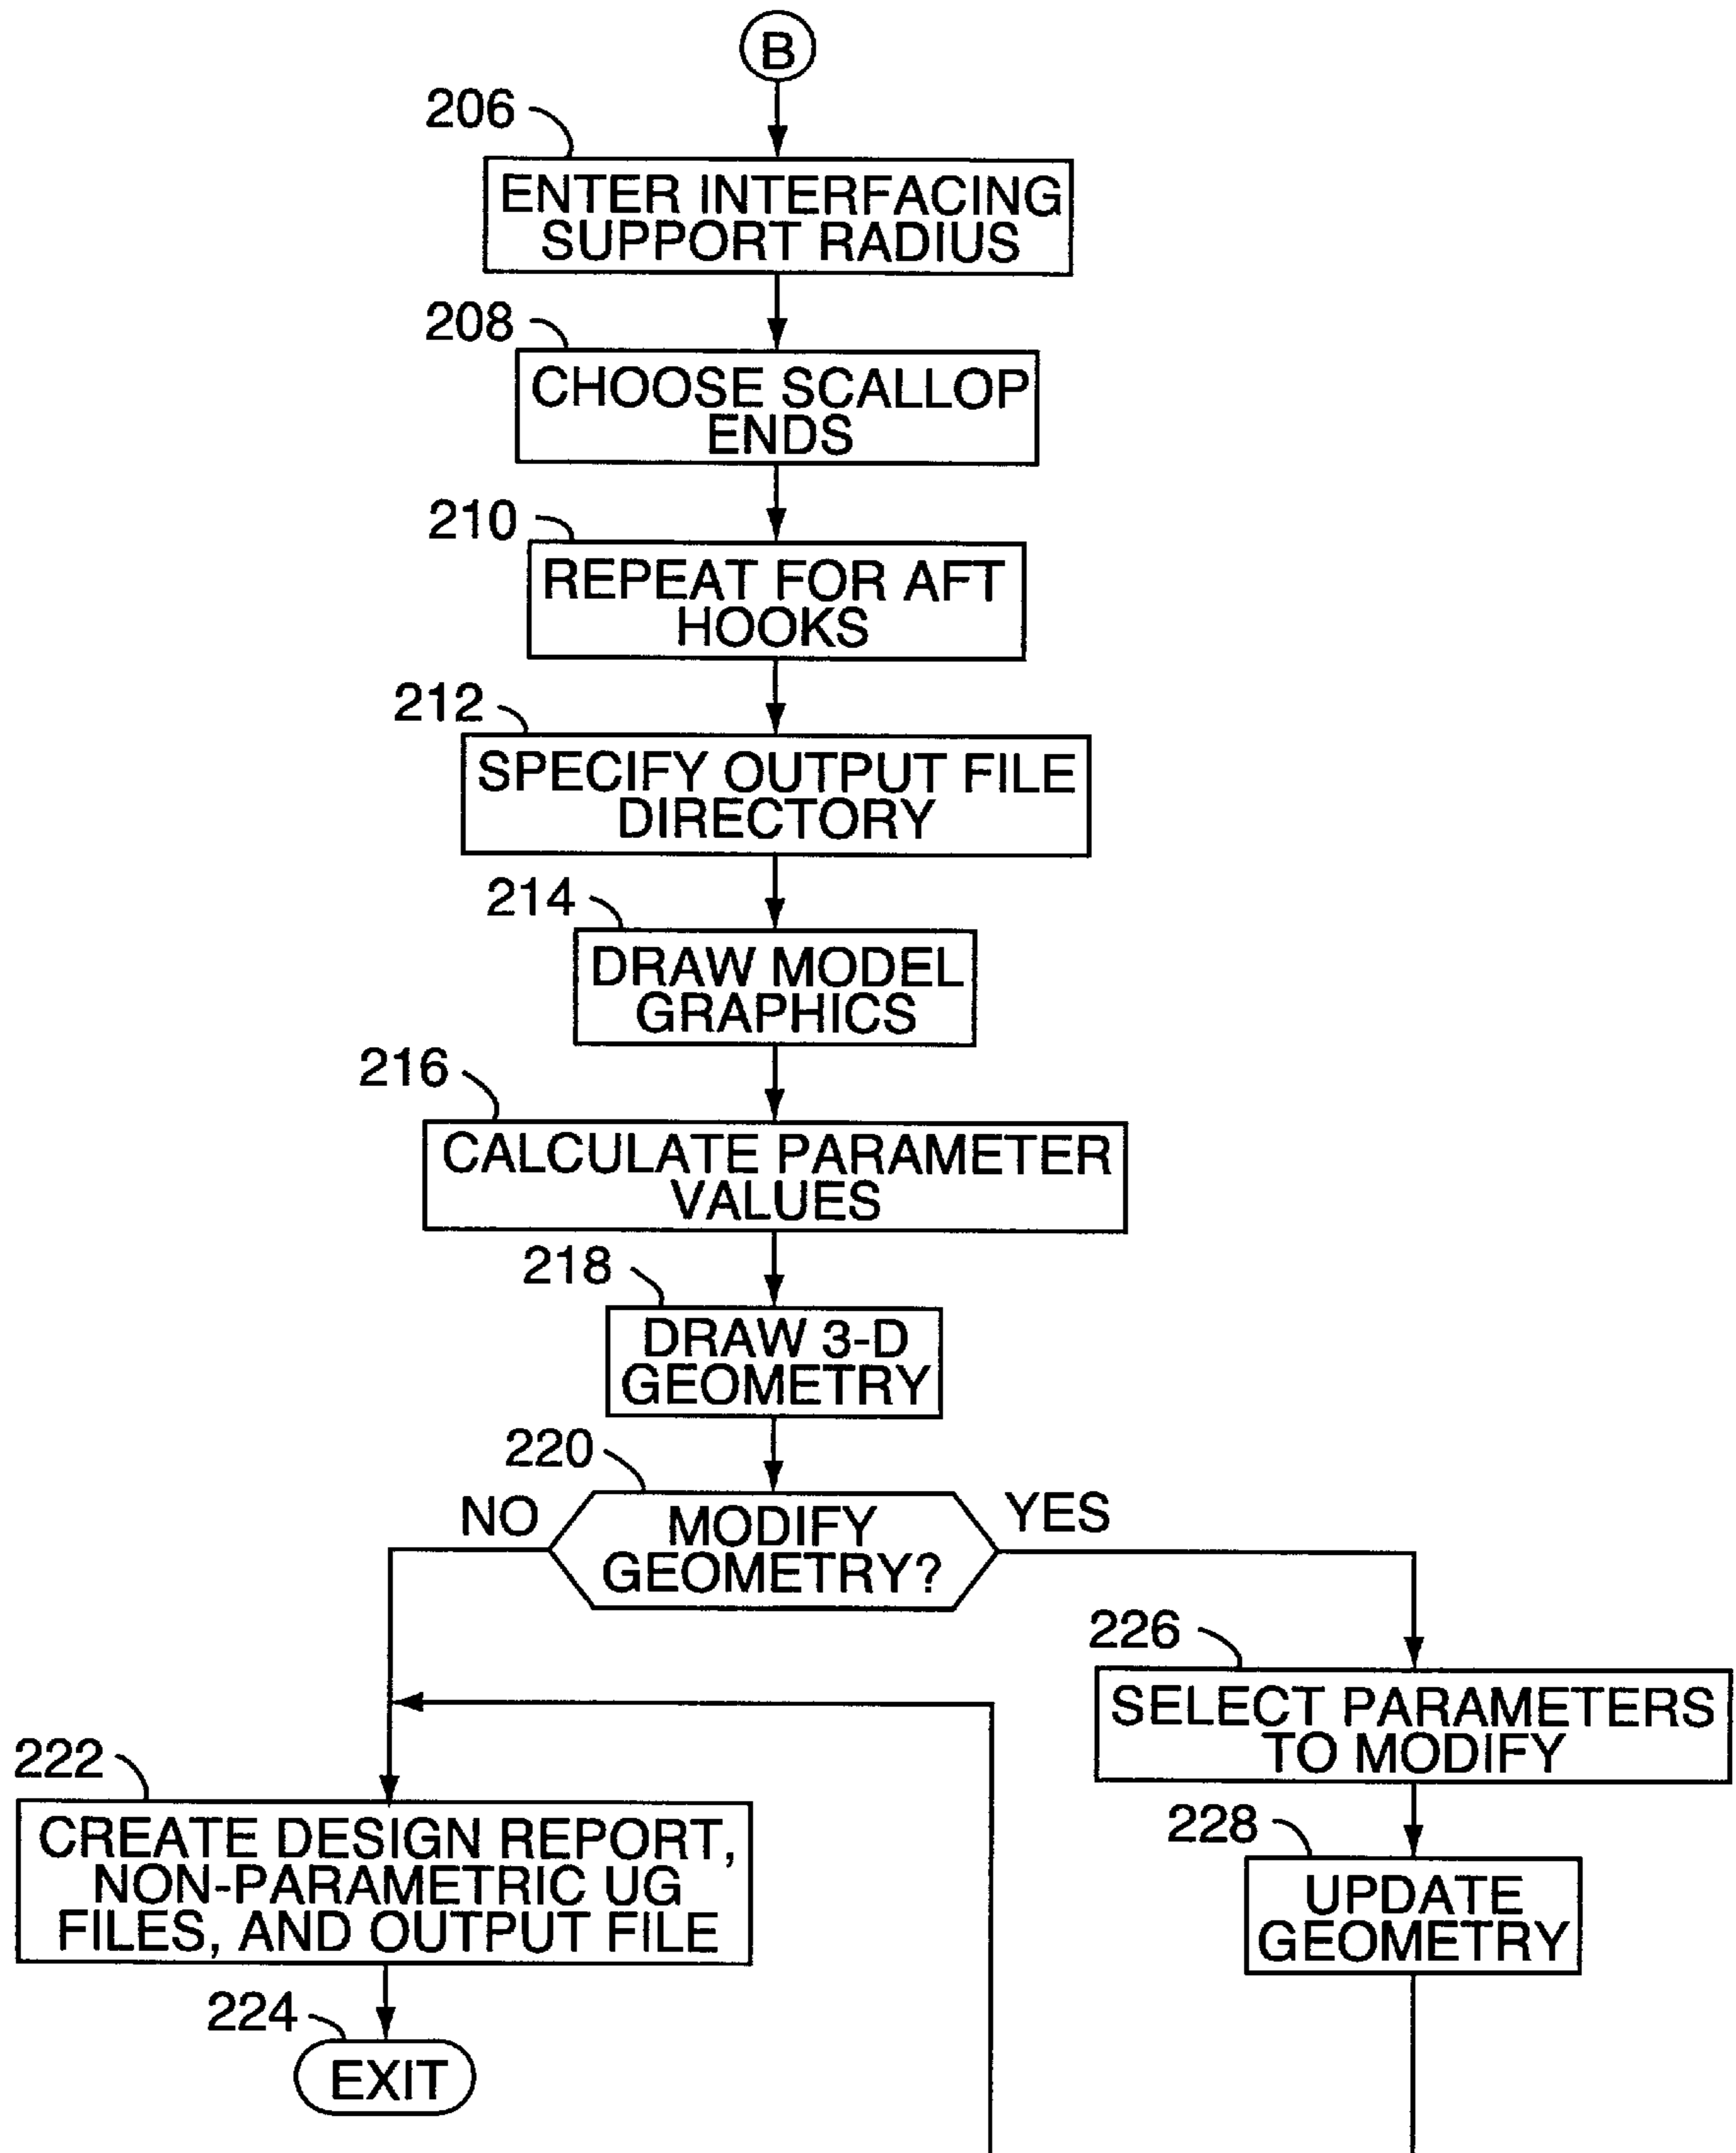 B
206
ENTER INTERFACING
SUPPORT RADIUS
208
CHOOSE SCALLOP
ENDS
210
REPEAT FOR AFT
HOOKS
212
SPECIFY OUTPUT FILE
DIRECTORY
214
DRAW MODEL
GRAPHICS
216
CALCULATE PARAMETER
VALUES
218
DRAW 3-D
GEOMETRY
220
NO
MODIFY
GEOMETRY?
YES
226
SELECT PARAMETERS
TO MODIFY
222
CREATE DESIGN REPORT,
NON-PARAMETRIC UG
FILES, AND OUTPUT FILE
228
UPDATE
GEOMETRY
224
EXIT